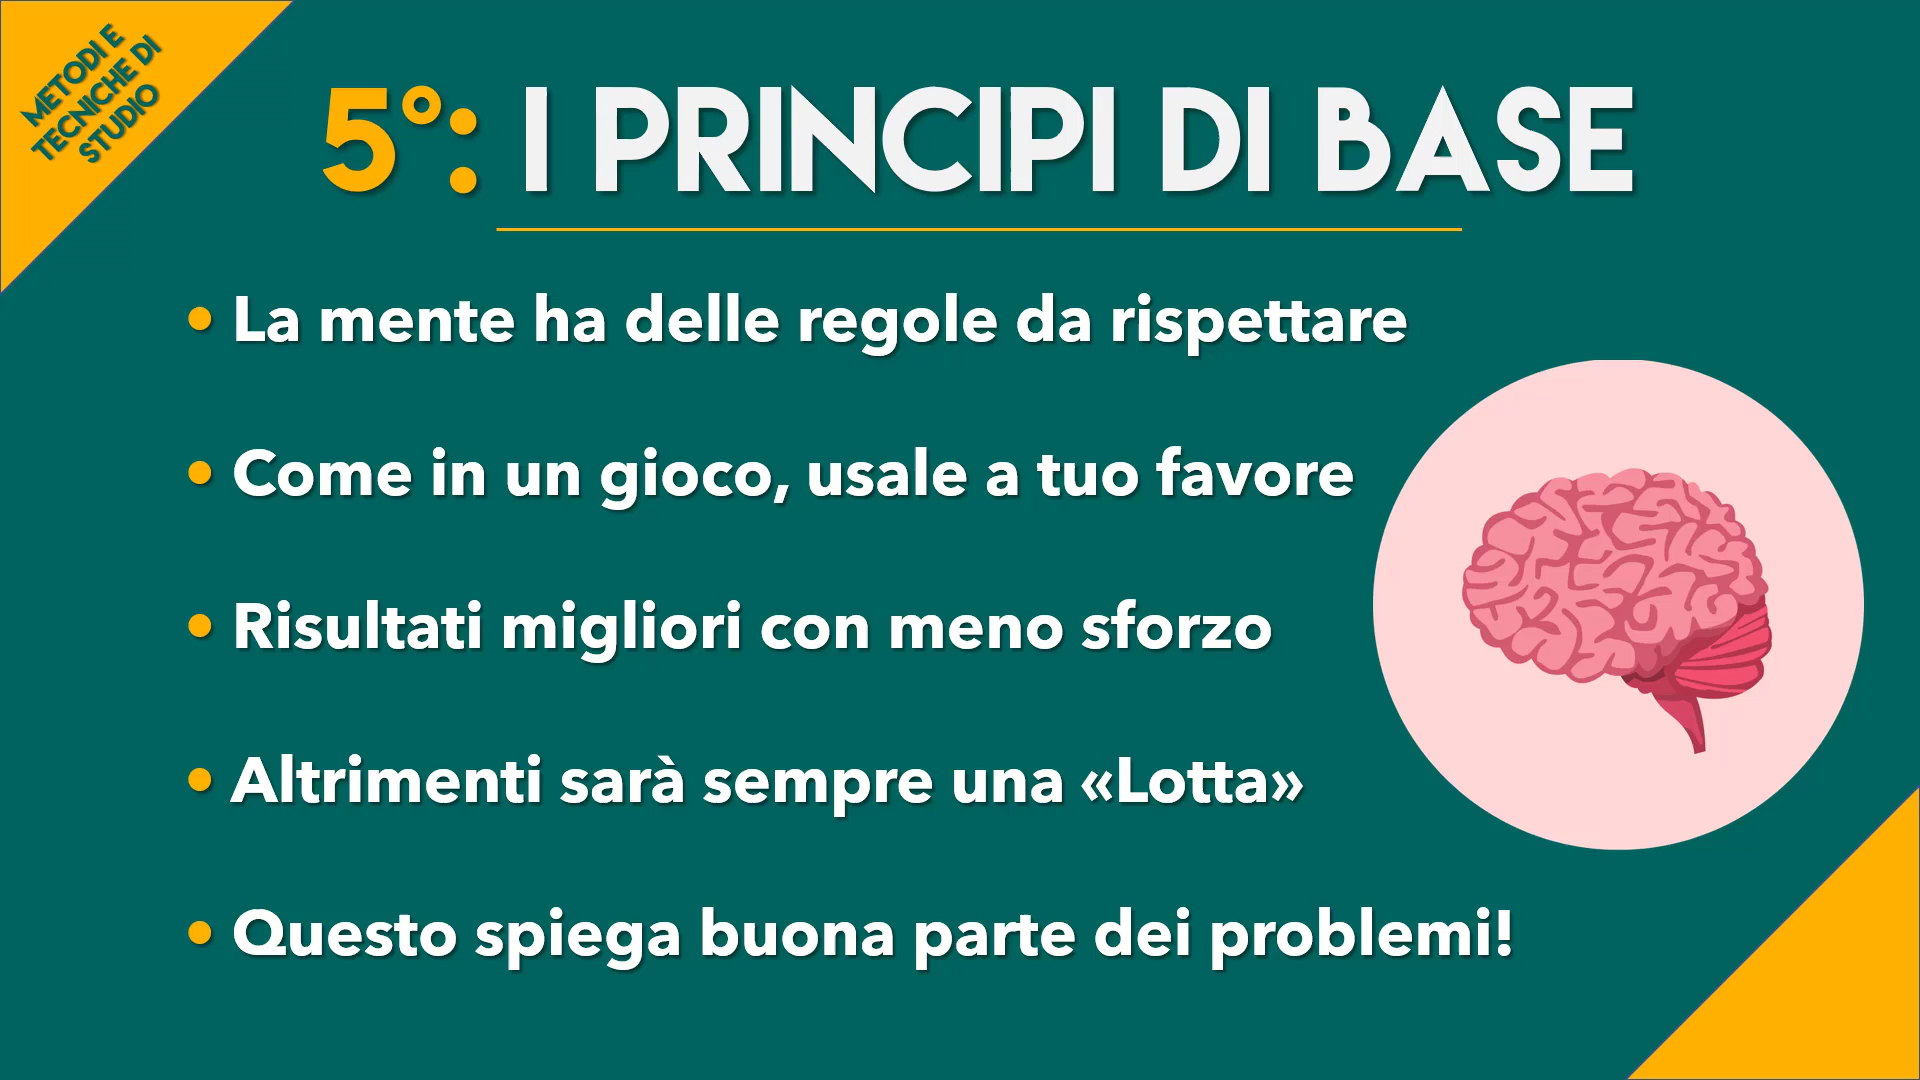 METODI E
TECNICHE DI
STUDIO
5°: I PRINCIPI DI BASE
• La mente ha delle regole da rispettare
• Come in un gioco, usale a tuo favore
• Risultati migliori con meno sforzo
• Altrimenti sarà sempre una «Lotta»
• Questo spiega buona parte dei problemi!